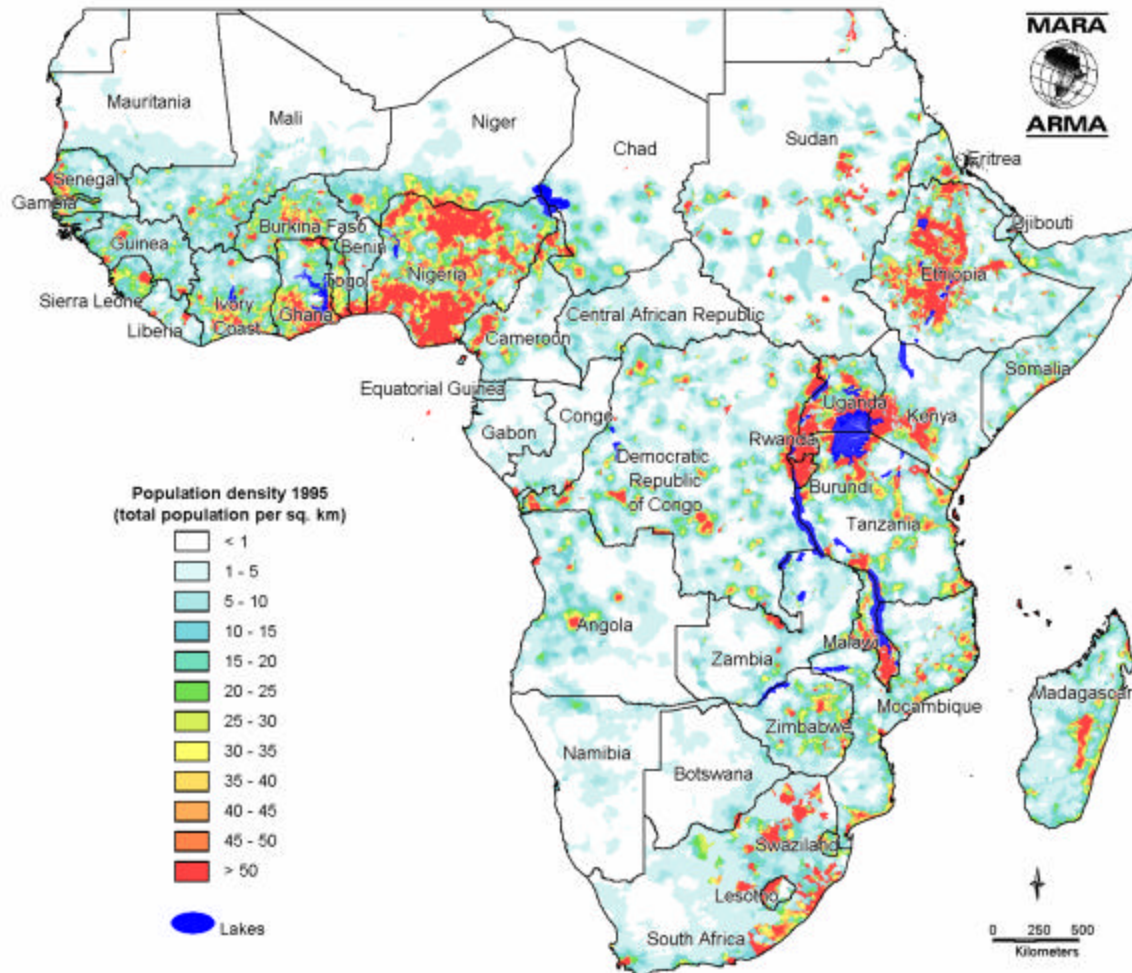 MARA
ARMA
Mauritania
Mali
Niger
Chad
Sudan
Eritrea
Senegal
Gambia
Burkina Faso
Djibouti
Guinea
Benin
Nigeria
Togo
Ethiopia
Sierra Leone
Ivory
Coast
Ghana
Liberia
Cameroon
Central African Republic
Somalia
Equatorial Guinea
Uganda
Kenya
Congo
Gabon
Rwanda
Democratic
Republic
of Congo
Burundi
Tanzania
Angola
Zambia
Malawi
Mocambique
Madagascar
Zimbabwe
Namibia
Botswana
Swaziland
Lesotho
South Africa
Population density 1995
(total population per sq. km)
< 1
1 - 5
5 - 10
10 - 15
15 - 20
20 - 25
25 - 30
30 - 35
35 - 40
40 - 45
45 - 50
> 50
Lakes
0 250 500
Kilometers